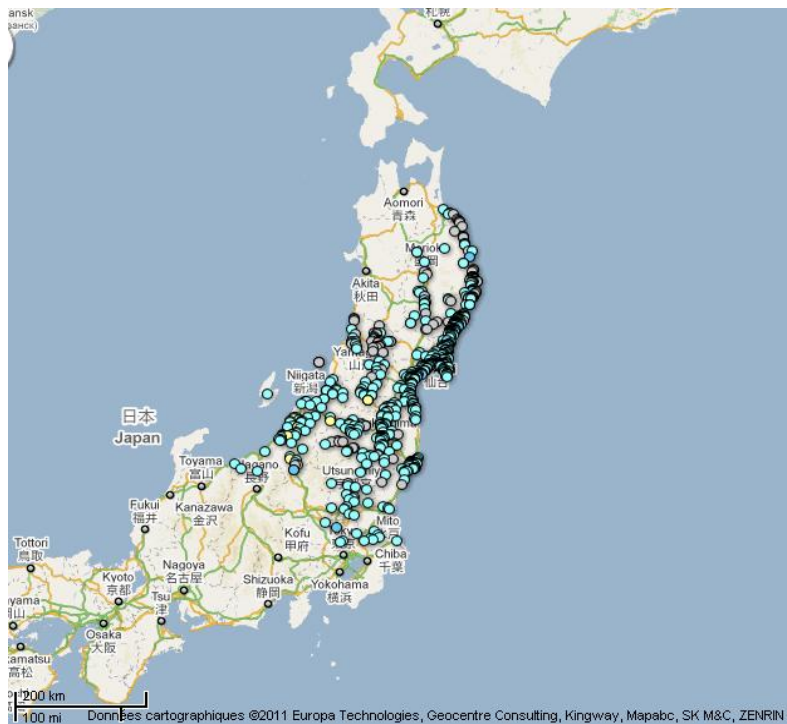 ansk
札幌
Aomori
青森
Akita
秋田
Niigata
新潟
日本
Japan
Toyama
富山
Nagano
長野
Kanazawa
金沢
Fukui
福井
Kofu
甲府
Mito
Chiba
千葉
Tottori
鳥取
Kyoto
京都
Nagoya
名古屋
Shizuoka
静岡
Yokohama
横浜
Tsu
津
Osaka
大阪
高松
200 km
100 mi
Données cartographiques ©2011 Europa Technologies, Geocentre Consulting, Kingway, Mapabc, SK M&C, ZENRIN